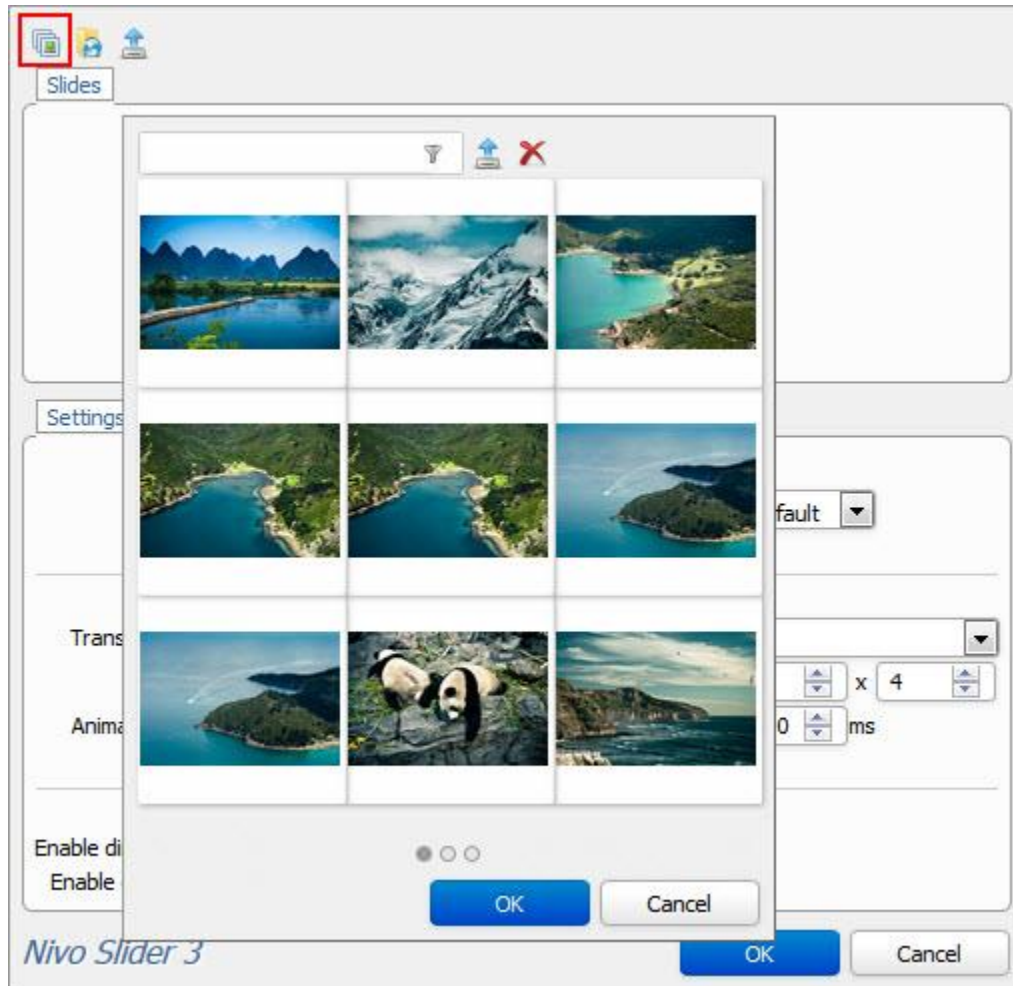 Slides
Settings
fault
Trans
x 4
Anima
0 ms
Enable di
Enable
OK Cancel
Nivo Slider 3
OK Cancel